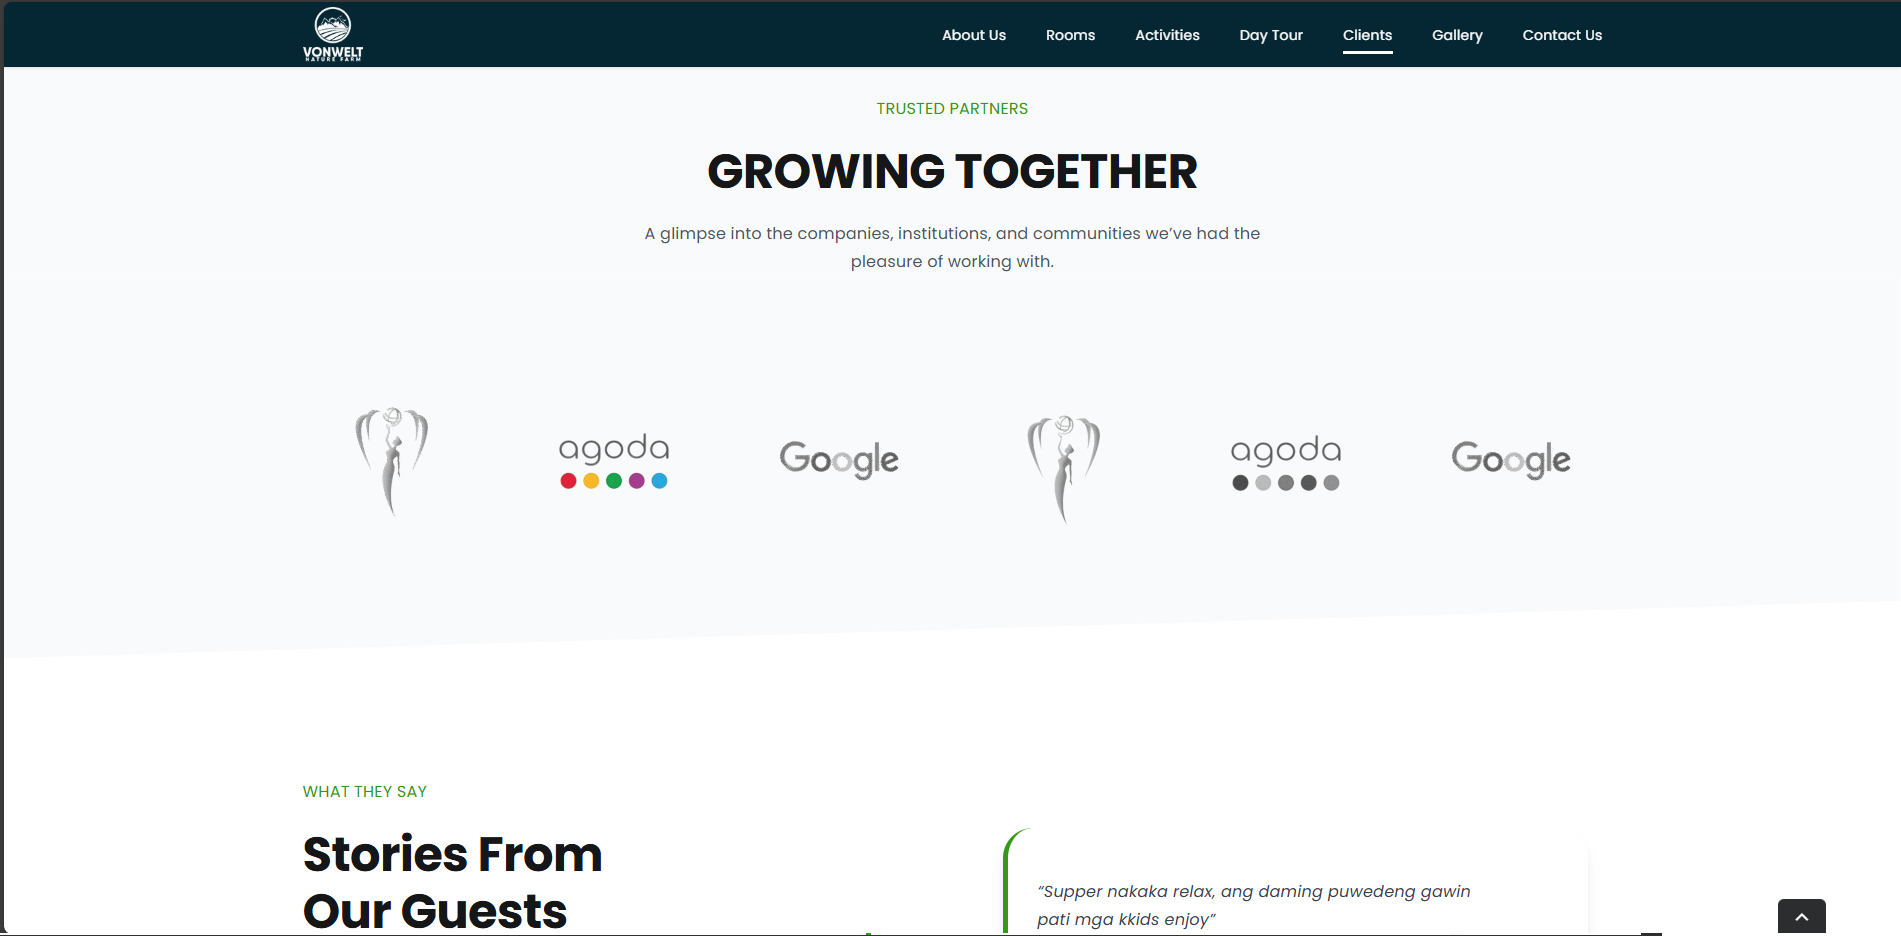 VONWELT
NATURE FARM
About Us
Rooms
Activities
Day Tour
Clients
Gallery
Contact Us
TRUSTED PARTNERS
GROWING TOGETHER
A glimpse into the companies, institutions, and communities we’ve had the
pleasure of working with.
agoda
Google
agoda
Google
WHAT THEY SAY
Stories From
Our Guests
“Supper nakaka relax, ang daming puwedeng gawin
pati mga kkids enjoy”